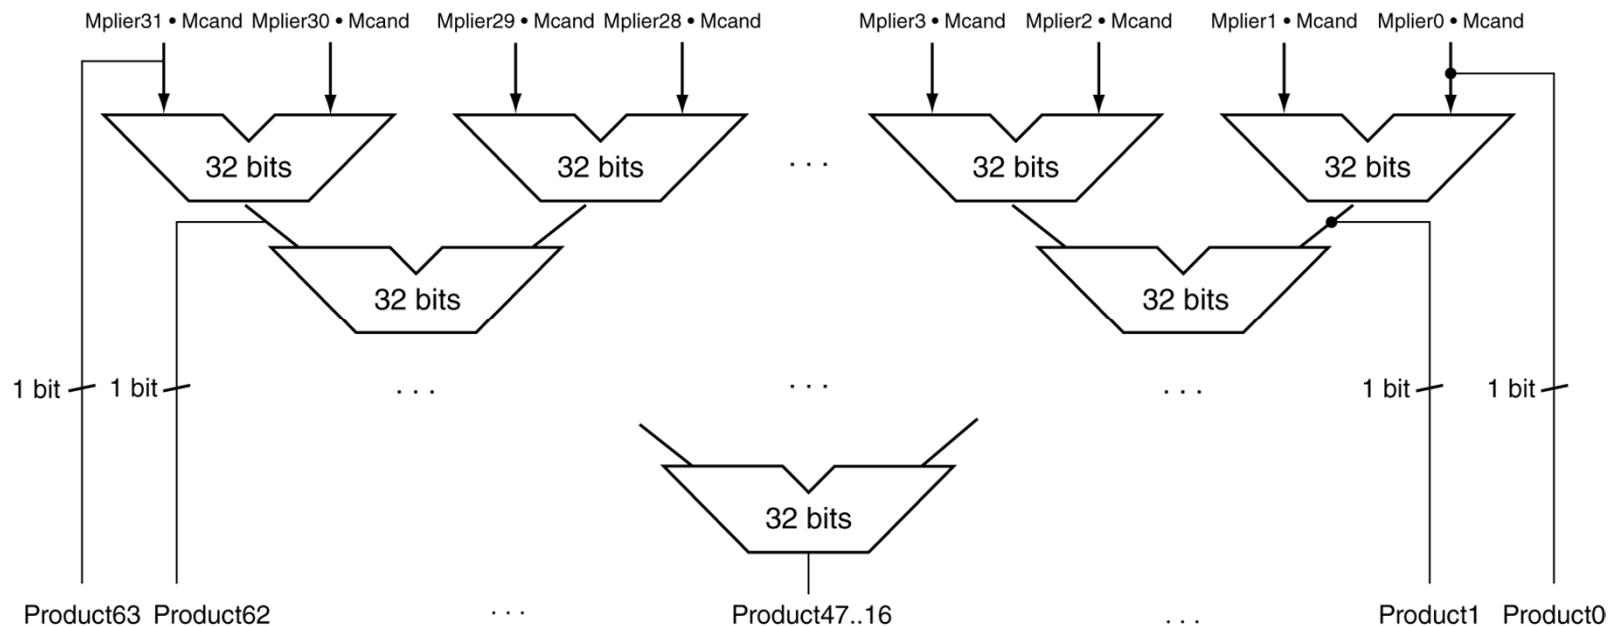 Mplier31 • Mcand Mplier30 • Mcand Mplier29 • Mcand Mplier28 • Mcand Mplier3 • Mcand Mplier2 • Mcand Mplier1 • Mcand Mplier0 • Mcand
32 bits 32 bits . . . 32 bits 32 bits
32 bits 32 bits
1 bit 1 bit . . . . . . . . . 1 bit 1 bit
32 bits
Product63 Product62 . . . Product47..16 . . . Product1 Product0